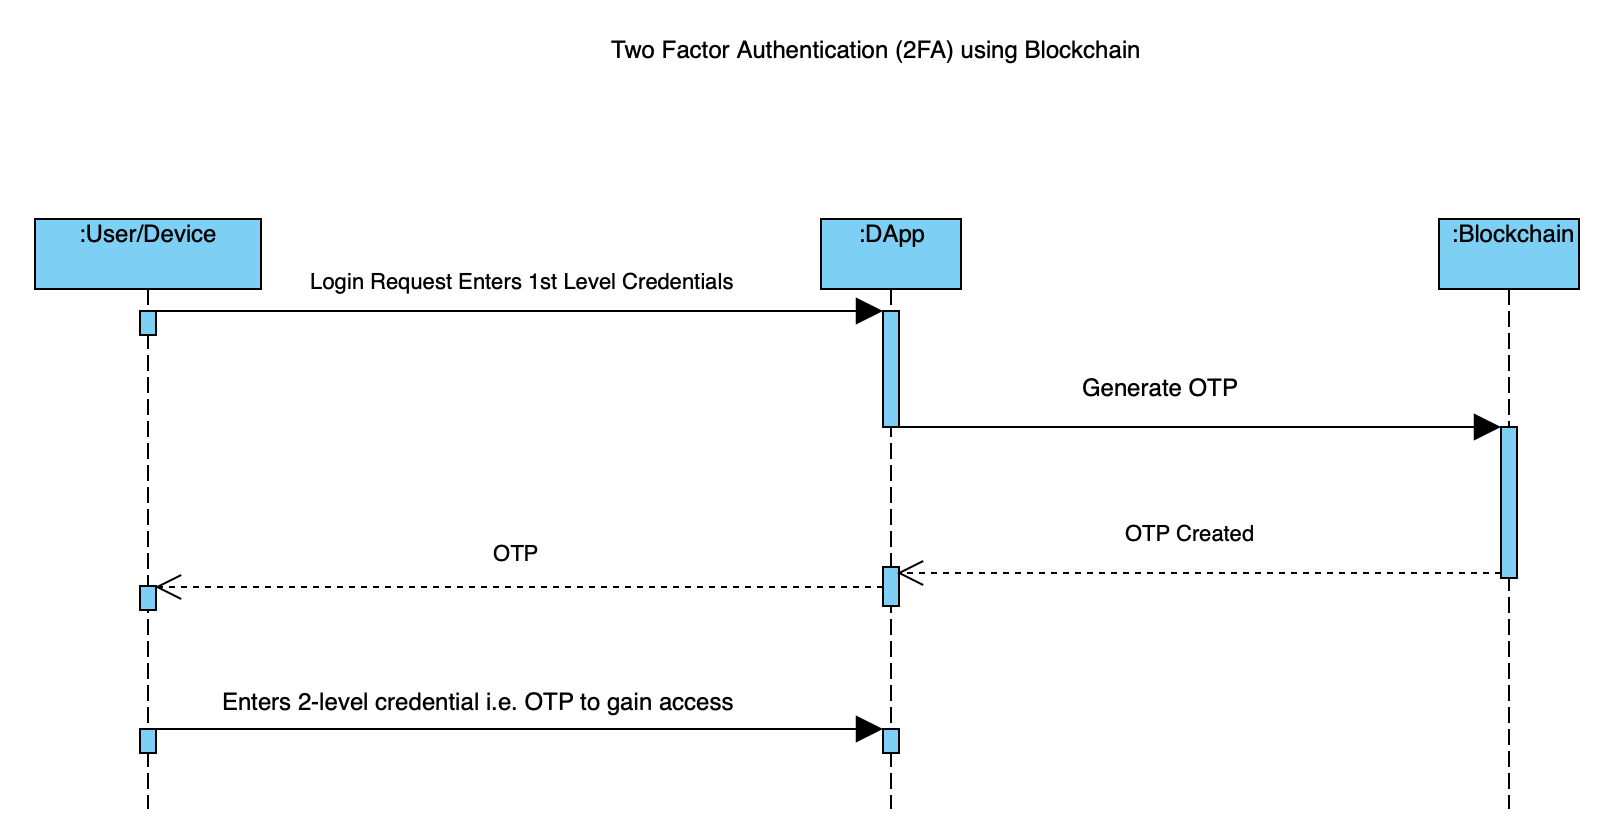 Two Factor Authentication (2FA) using Blockchain
:User/Device
:DApp
:Blockchain
Login Request Enters 1st Level Credentials
Generate OTP
OTP Created
OTP
Enters 2-level credential i.e. OTP to gain access